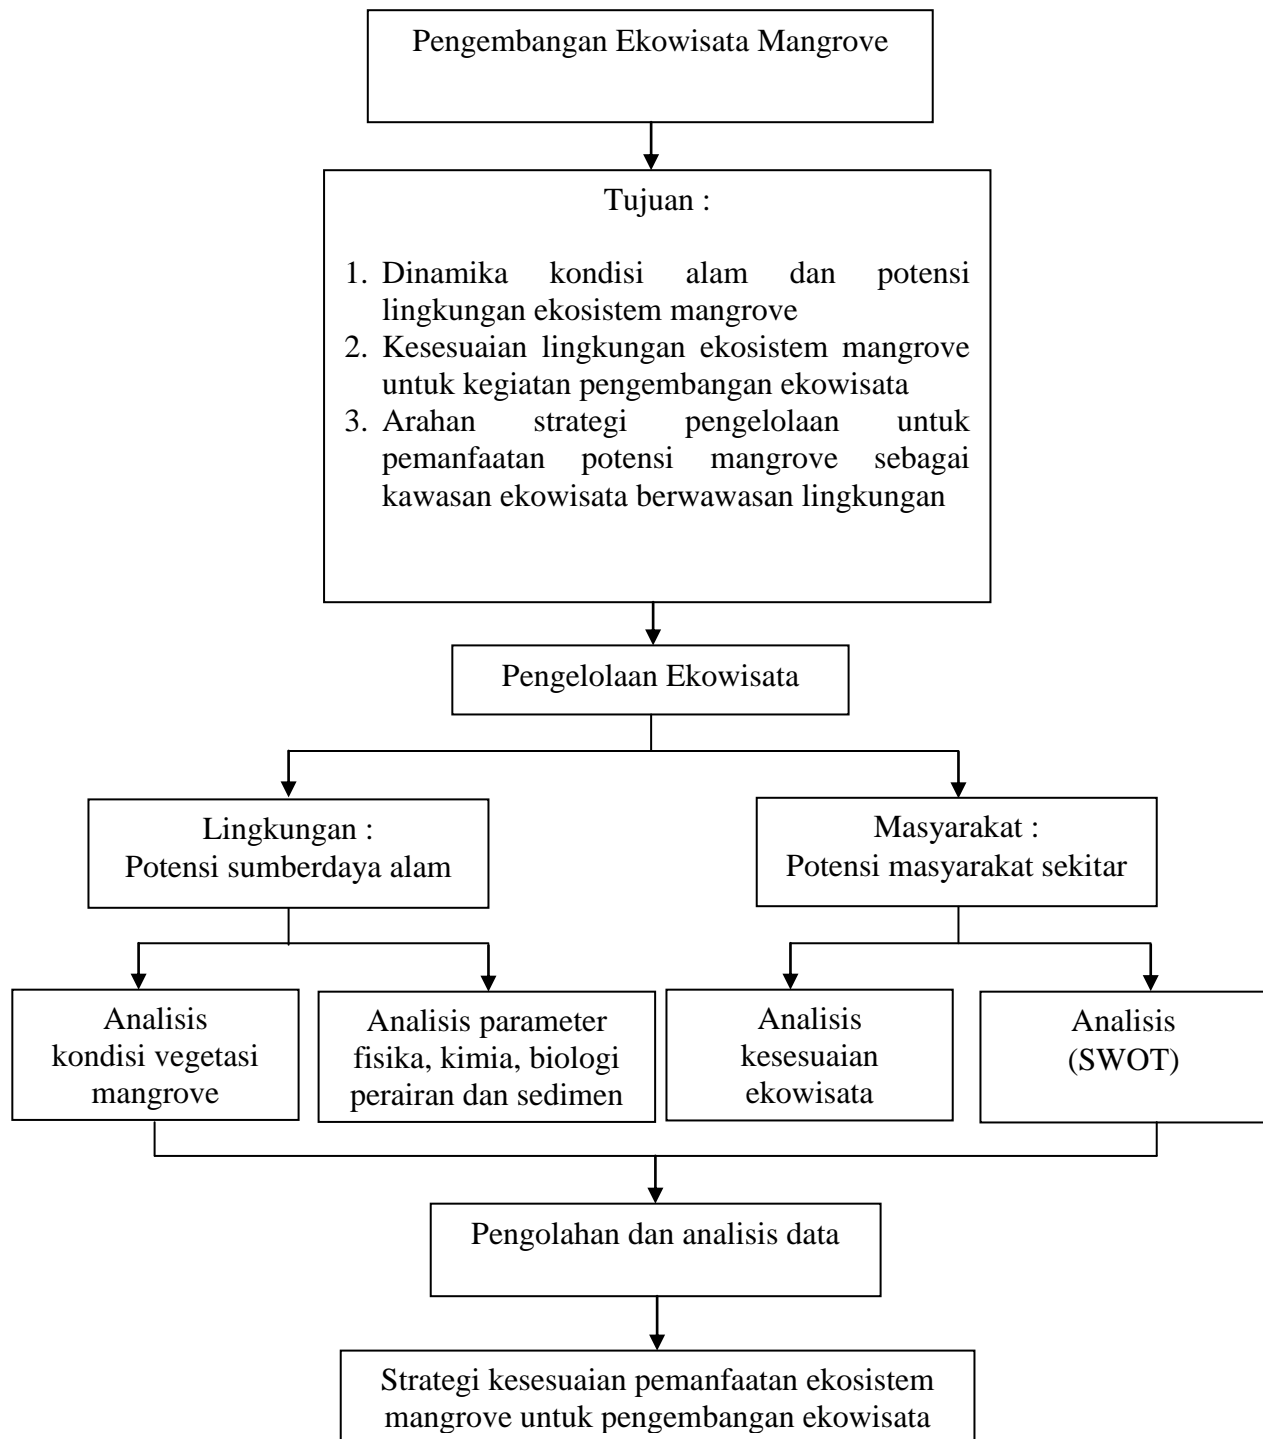 Pengembangan Ekowisata Mangrove
Tujuan :
1. Dinamika kondisi alam dan potensi
lingkungan ekosistem mangrove
2. Kesesuaian lingkungan ekosistem mangrove
untuk kegiatan pengembangan ekowisata
3. Arahan strategi pengelolaan untuk
pemanfaatan potensi mangrove sebagai
kawasan ekowisata berwawasan lingkungan
Pengelolaan Ekowisata
Lingkungan :
Potensi sumberdaya alam
Masyarakat :
Potensi masyarakat sekitar
Analisis
kondisi vegetasi
mangrove
Analisis parameter
fisika, kimia, biologi
perairan dan sedimen
Analisis
kesesuaian
ekowisata
Analisis
(SWOT)
Pengolahan dan analisis data
Strategi kesesuaian pemanfaatan ekosistem
mangrove untuk pengembangan ekowisata